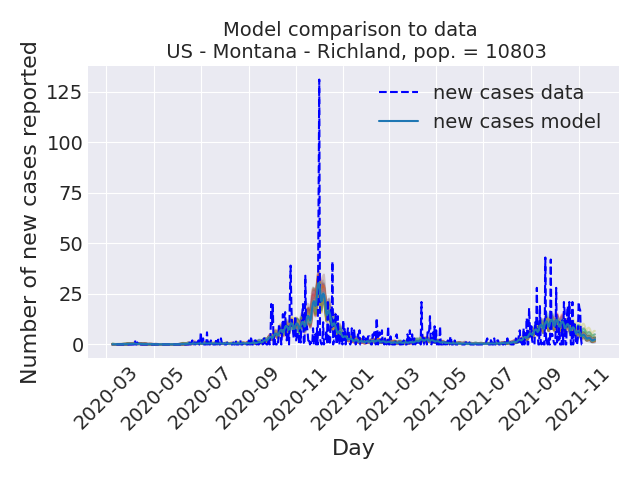 Model comparison to data
US - Montana - Richland, pop. = 10803
Number of new cases reported
125
100
75
50
25
0
new cases data
new cases model
2020-03
2020-05
2020-07
2020-09
2020-11
2021-01
2021-03
2021-05
2021-07
2021-09
2021-11
Day